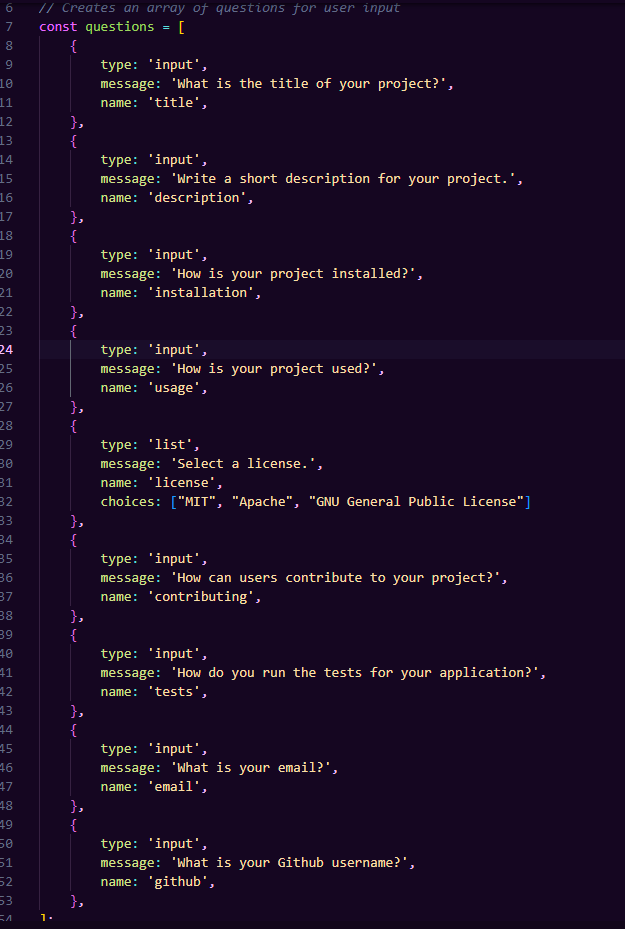 6 // Creates an array of questions for user input
7 const questions = [
8 {
9 type: 'input',
10 message: 'What is the title of your project?',
11 name: 'title',
12 },
13 {
14 type: 'input',
15 message: 'Write a short description for your project.',
16 name: 'description',
17 },
18 {
19 type: 'input',
20 message: 'How is your project installed?',
21 name: 'installation',
22 },
23 {
24 type: 'input',
25 message: 'How is your project used?',
26 name: 'usage',
27 },
28 {
29 type: 'list',
30 message: 'Select a license.',
31 name: 'license',
32 choices: ["MIT", "Apache", "GNU General Public License"]
33 },
34 {
35 type: 'input',
36 message: 'How can users contribute to your project?',
37 name: 'contributing',
38 },
39 {
40 type: 'input',
41 message: 'How do you run the tests for your application?',
42 name: 'tests',
43 },
44 {
45 type: 'input',
46 message: 'What is your email?',
47 name: 'email',
48 },
49 {
50 type: 'input',
51 message: 'What is your Github username?',
52 name: 'github',
53 },
54 ];